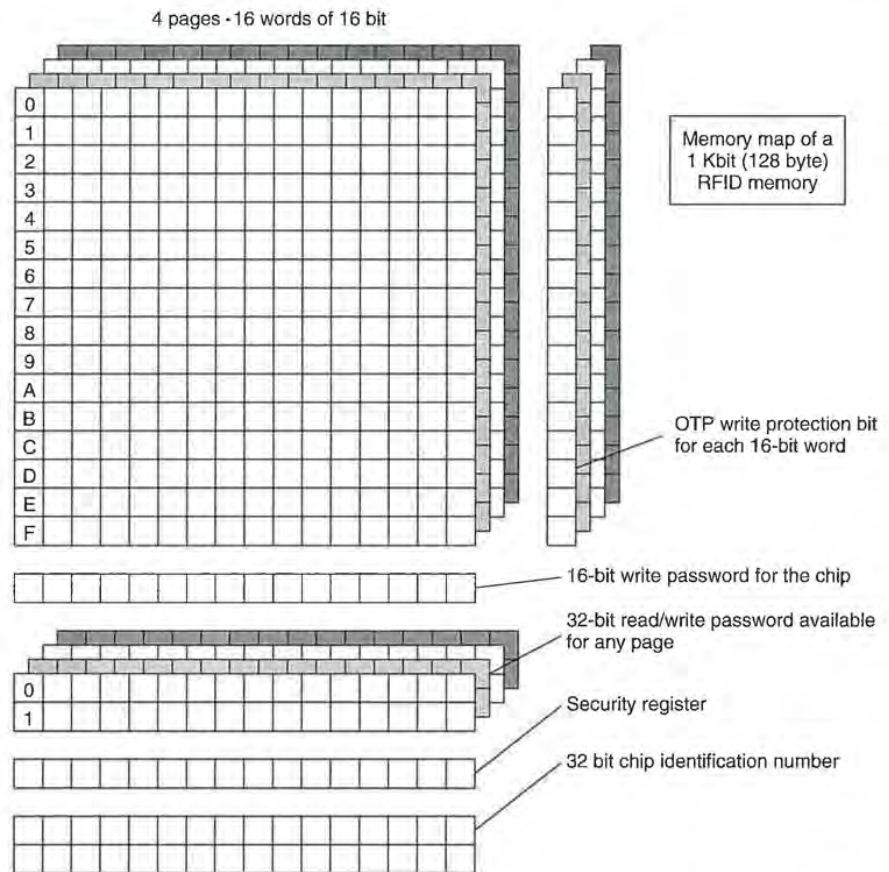 4 pages - 16 words of 16 bit
0
1
2
3
4
5
6
7
8
9
A
B
C
D
E
F
Memory map of a
1 Kbit (128 byte)
RFID memory
OTP write protection bit
for each 16-bit word
16-bit write password for the chip
32-bit read/write password available
for any page
0
1
Security register
32 bit chip identification number